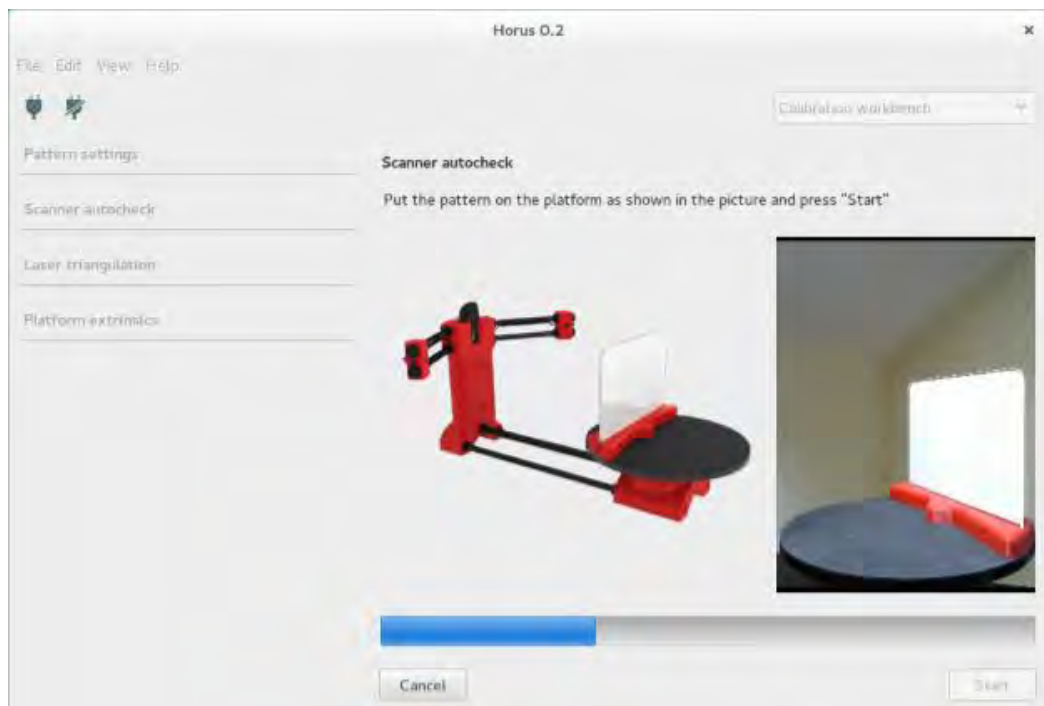 Horus 0.2
File Edit View Help
Calibration workbench
Pattern settings
Scanner autocheck
Put the pattern on the platform as shown in the picture and press "Start"
Scanner autocheck
Laser triangulation
Platform extrinsics
Cancel Start